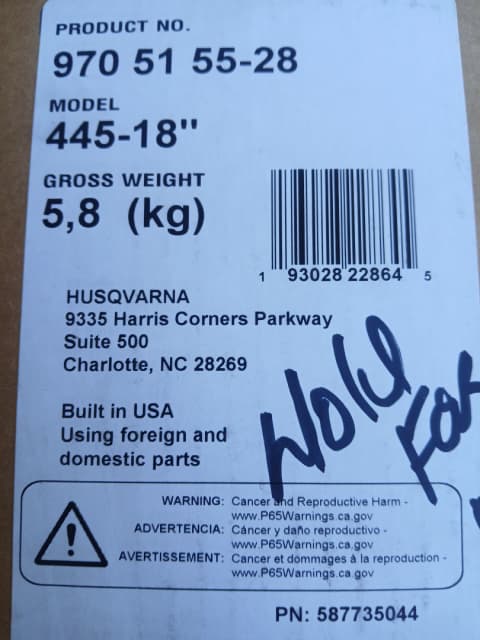 PRODUCT NO.
970 51 55-28
MODEL
445-18"
GROSS WEIGHT
5,8 (kg)
1 93028 22864 5
HUSQVARNA
9335 Harris Corners Parkway
Suite 500
Charlotte, NC 28269
Hold
For
Built in USA
Using foreign and
domestic parts
WARNING: Cancer and Reproductive Harm -
www.P65Warnings.ca.gov
ADVERTENCIA: Cáncer y daño reproductivo -
www.P65Warnings.ca.gov
AVERTISSEMENT: Cancer et dommages à la reproduction -
www.P65Warnings.ca.gov
PN: 587735044